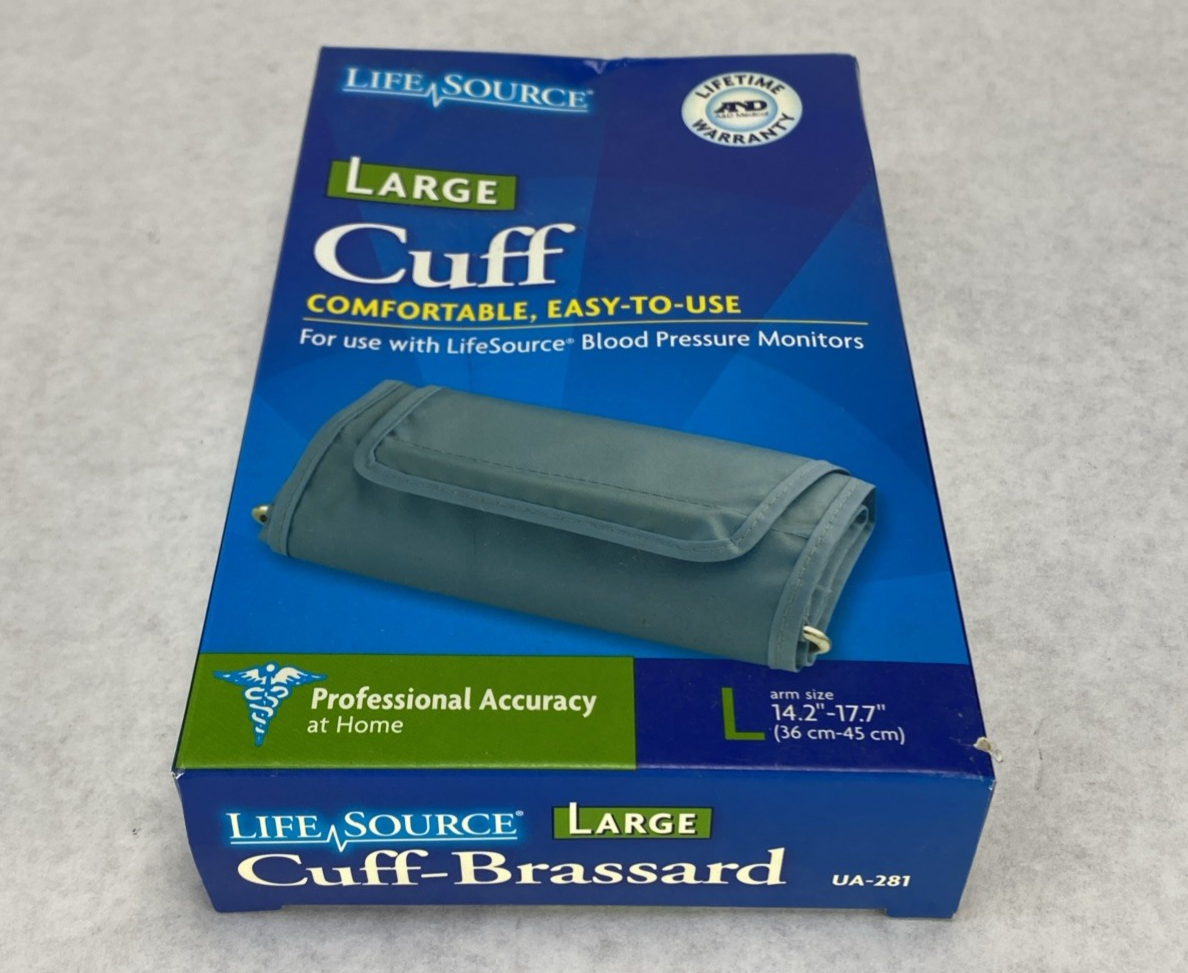 LIFE SOURCE®
LIFETIME
AND
A&D Medical
WARRANTY
LARGE
Cuff
COMFORTABLE, EASY-TO-USE
For use with LifeSource® Blood Pressure Monitors
Professional Accuracy
at Home
L
arm size
14.2"-17.7"
(36 cm-45 cm)
LIFE SOURCE® LARGE
Cuff-Brassard UA-281